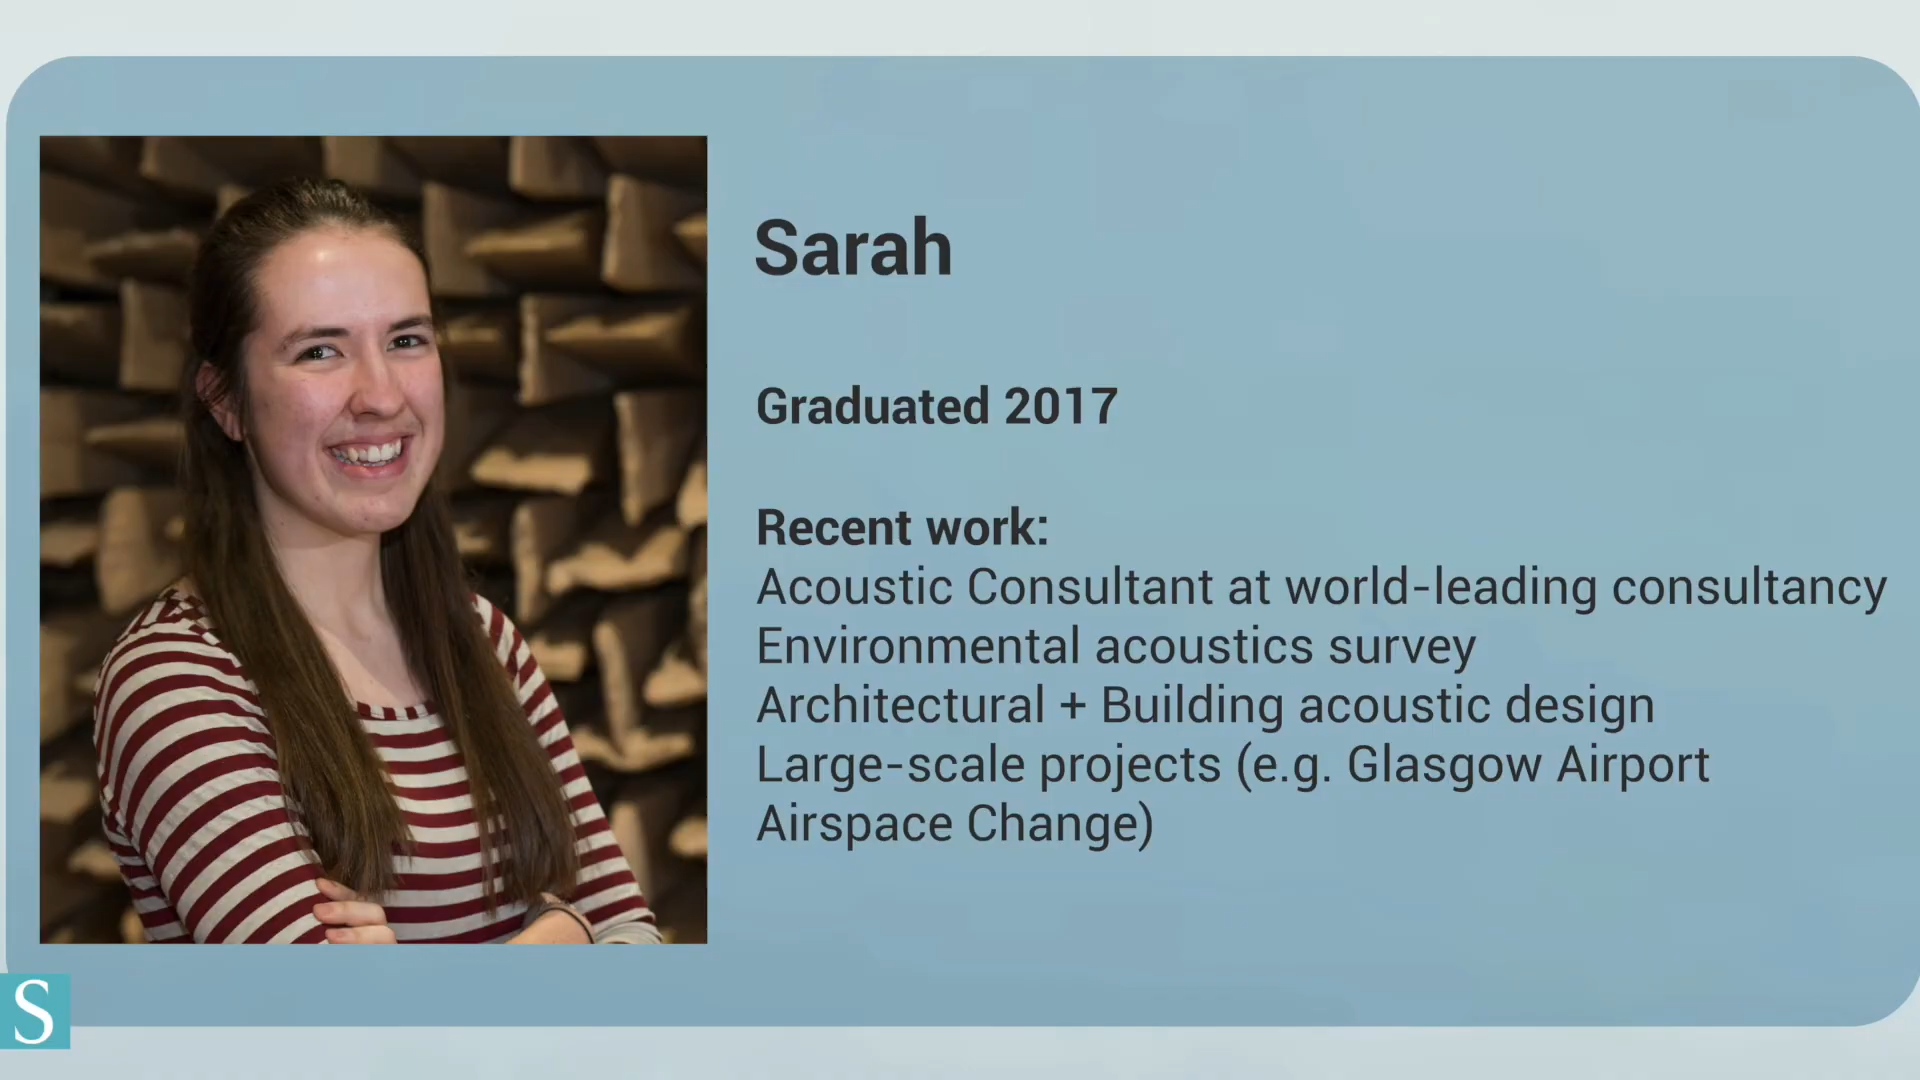 Sarah
Graduated 2017
Recent work:
Acoustic Consultant at world-leading consultancy
Environmental acoustics survey
Architectural + Building acoustic design
Large-scale projects (e.g. Glasgow Airport
Airspace Change)
S